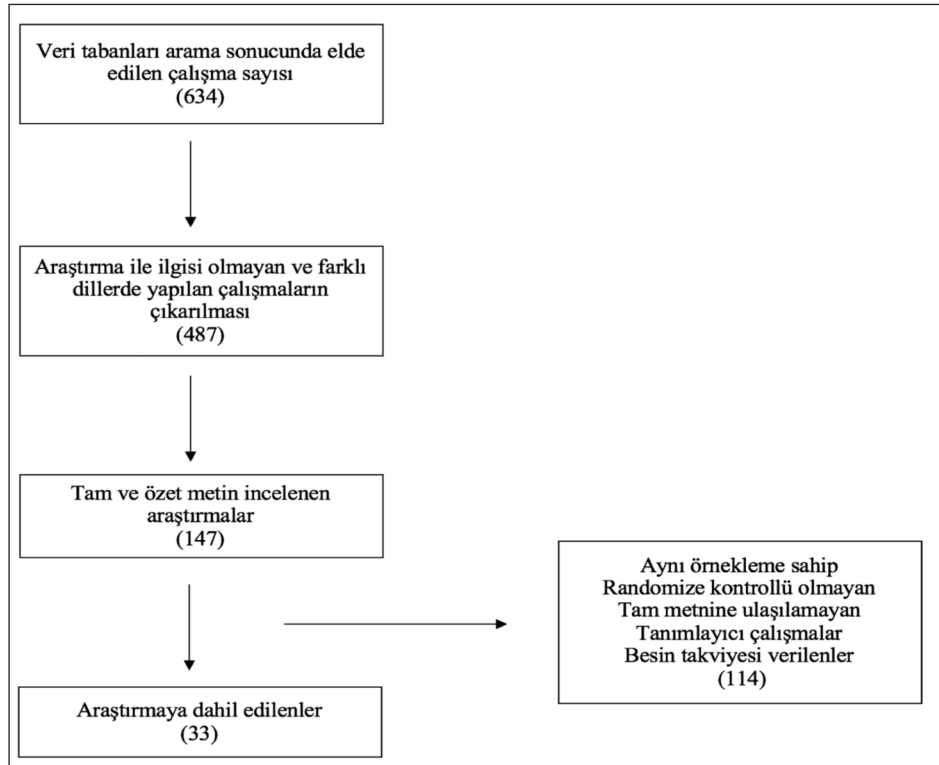 Veri tabanları arama sonucunda elde
edilen çalışma sayısı
(634)
Araştırma ile ilgisi olmayan ve farklı
dillerde yapılan çalışmaların
çıkarılması
(487)
Tam ve özet metin incelenen
araştırmalar
(147)
Aynı örnekleme sahip
Randomize kontrollü olmayan
Tam metnine ulaşılamayan
Tanımlayıcı çalışmalar
Besin takviyesi verilenler
(114)
Araştırmaya dahil edilenler
(33)